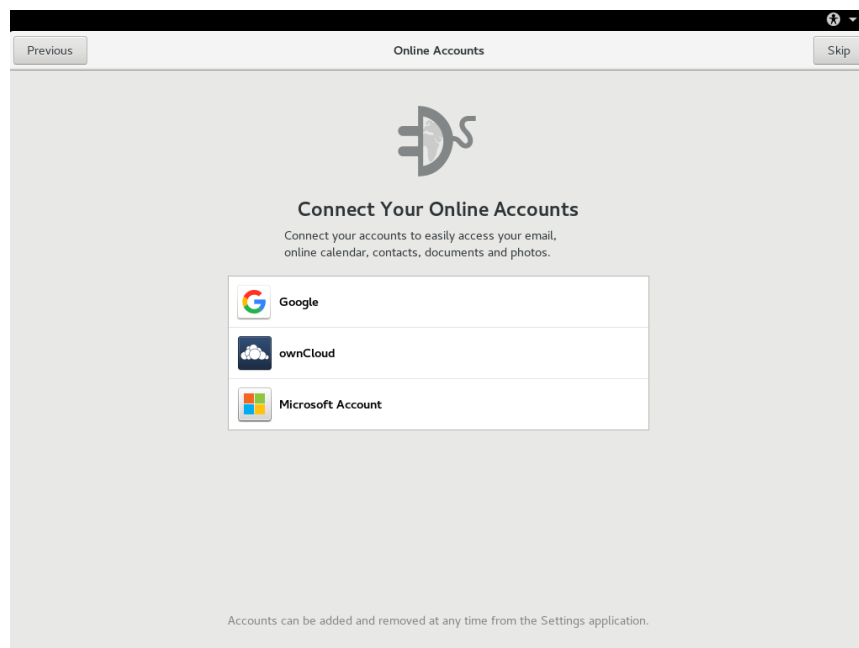 Previous
Online Accounts
Skip
Connect Your Online Accounts
Connect your accounts to easily access your email,
online calendar, contacts, documents and photos.
Google
ownCloud
Microsoft Account
Accounts can be added and removed at any time from the Settings application.